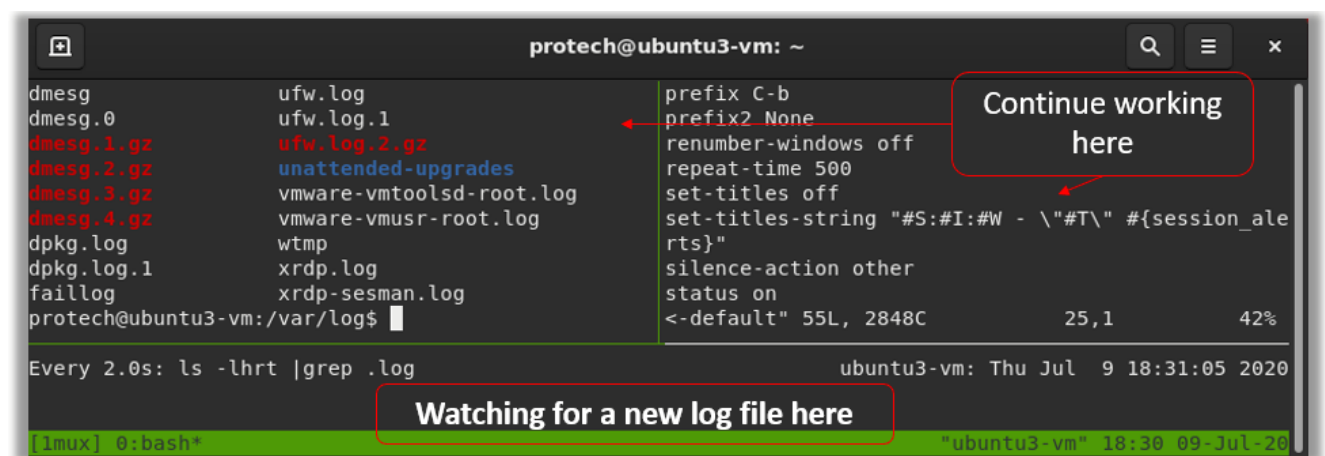 protech@ubuntu3-vm: ~
dmesg ufw.log
dmesg.0 ufw.log.1
dmesg.1.gz ufw.log.2.gz
dmesg.2.gz unattended-upgrades
dmesg.3.gz vmware-vmtoolsd-root.log
dmesg.4.gz vmware-vmusr-root.log
dpkg.log wtmp
dpkg.log.1 xrdp.log
faillog xrdp-sesman.log
protech@ubuntu3-vm:/var/log$
prefix C-b
prefix2 None
renumber-windows off
repeat-time 500
set-titles off
set-titles-string "#S:#I:#W - \"#T\" #{session_ale
rts}"
silence-action other
status on
<-default" 55L, 2848C 25,1 42%
Continue working
here
Every 2.0s: ls -lhrt |grep .log ubuntu3-vm: Thu Jul 9 18:31:05 2020
Watching for a new log file here
[1mux] 0:bash* "ubuntu3-vm" 18:30 09-Jul-20